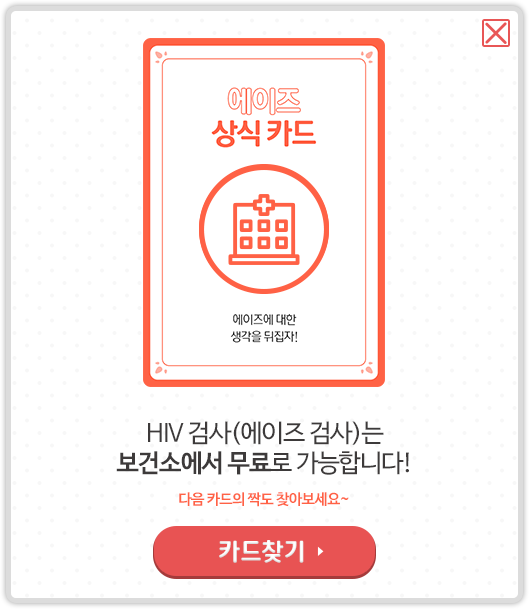 에이즈
상식 카드
에이즈에 대한
생각을 뒤집자!
HIV 검사(에이즈 검사)는
보건소에서 무료로 가능합니다!
다음 카드의 짝도 찾아보세요~
카드찾기